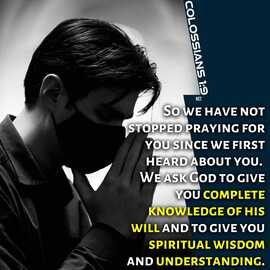 COLOSSIANS 1:9
So we have not
stopped praying for
you since we first
heard about you.
We ask God to give
you complete
knowledge of his
will and to give you
spiritual wisdom
and understanding.